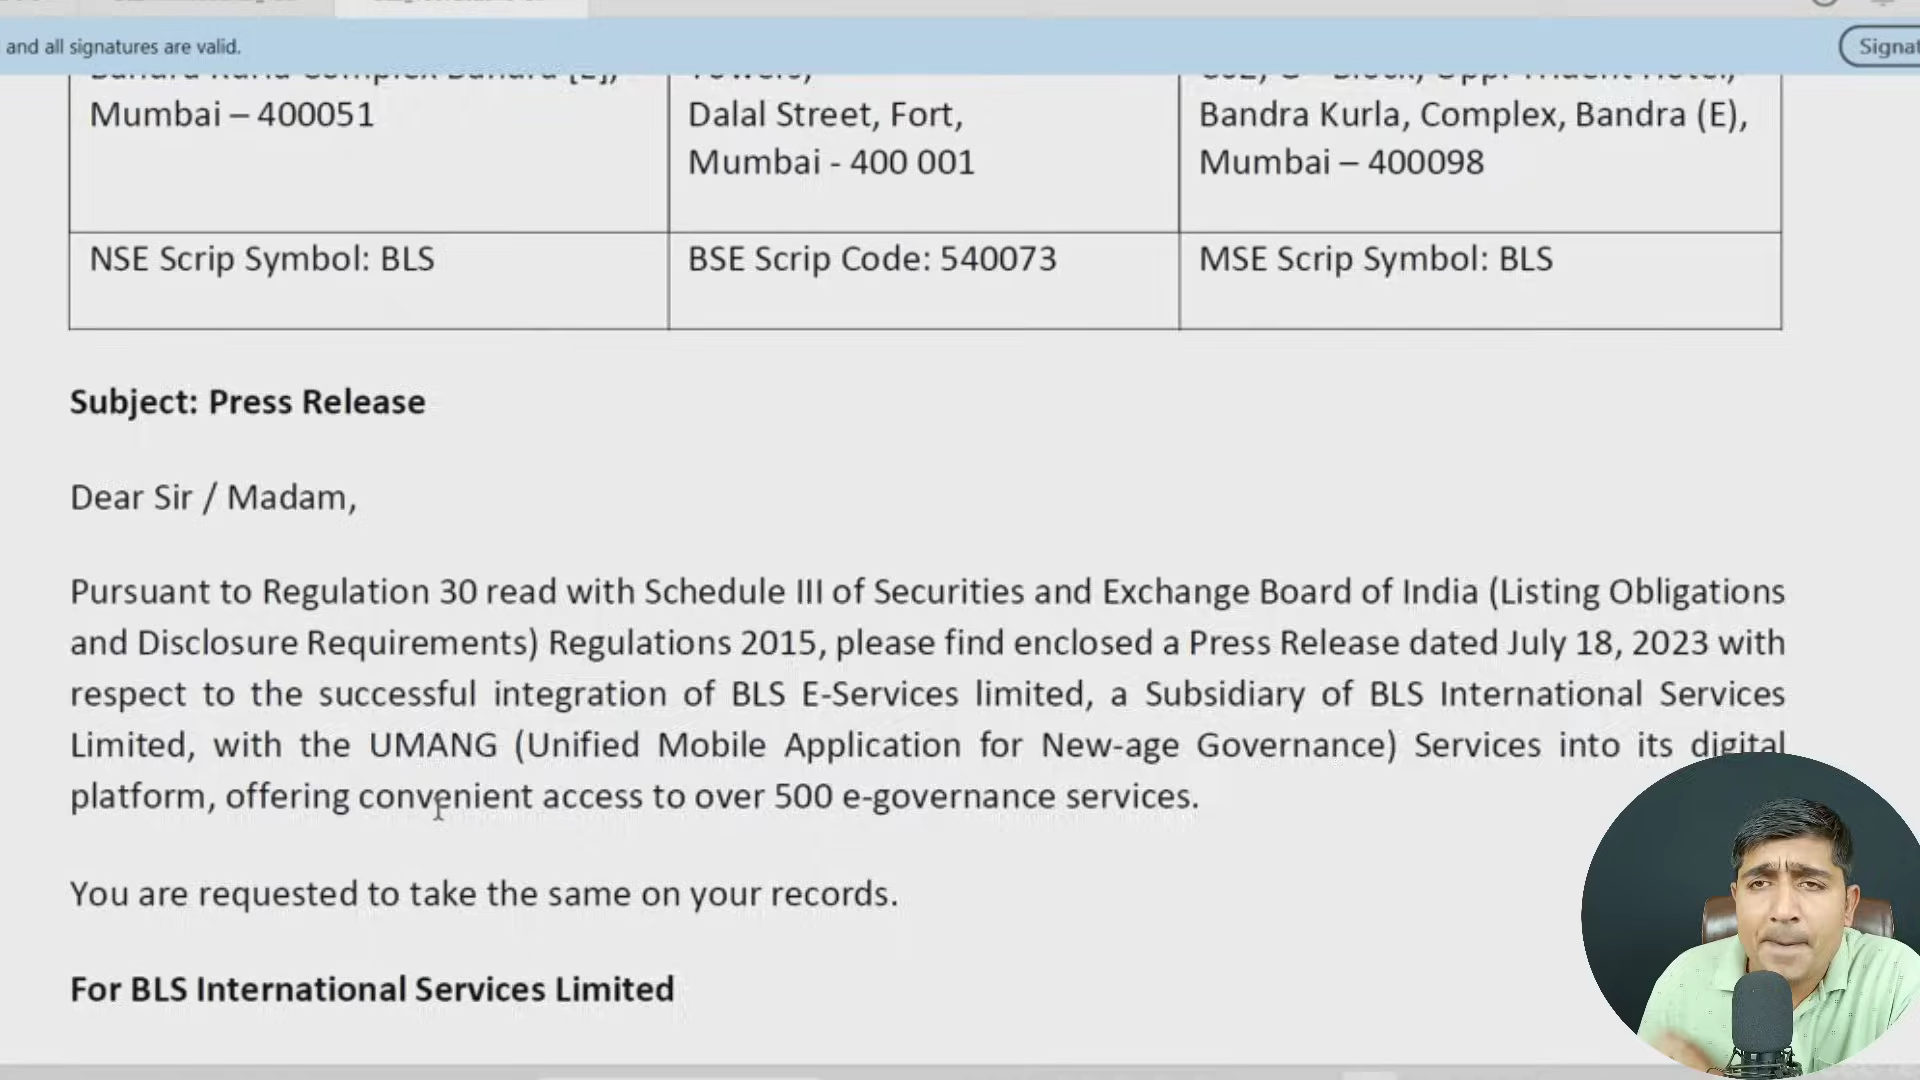 and all signatures are valid.
Signat
Mumbai – 400051
Dalal Street, Fort,
Mumbai - 400 001
Bandra Kurla, Complex, Bandra (E),
Mumbai – 400098
NSE Scrip Symbol: BLS
BSE Scrip Code: 540073
MSE Scrip Symbol: BLS
Subject: Press Release
Dear Sir / Madam,
Pursuant to Regulation 30 read with Schedule III of Securities and Exchange Board of India (Listing Obligations
and Disclosure Requirements) Regulations 2015, please find enclosed a Press Release dated July 18, 2023 with
respect to the successful integration of BLS E-Services limited, a Subsidiary of BLS International Services
Limited, with the UMANG (Unified Mobile Application for New-age Governance) Services into its digital
platform, offering convenient access to over 500 e-governance services.
You are requested to take the same on your records.
For BLS International Services Limited